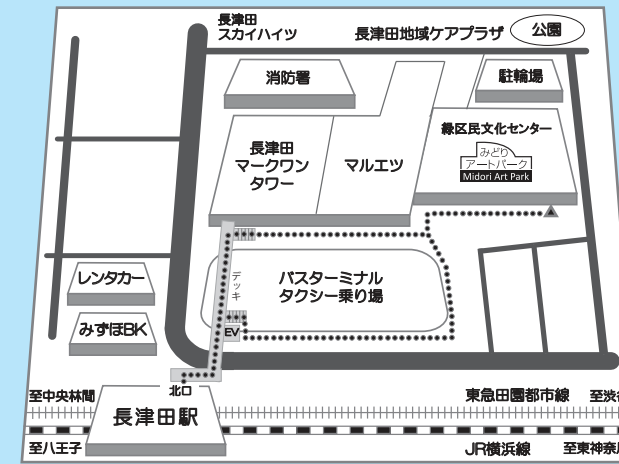 長津田
スカイハイツ
長津田地域ケアプラザ
公園
消防署
駐輪場
緑区民文化センター
みどり
アートパーク
Midori Art Park
長津田
マークワン
タワー
マルエツ
デッキ
バスターミナル
タクシー乗り場
レンタカー
みずほBK
EV
北口
至中央林間
東急田園都市線
至渋谷
長津田駅
至八王子
JR横浜線
至東神奈川